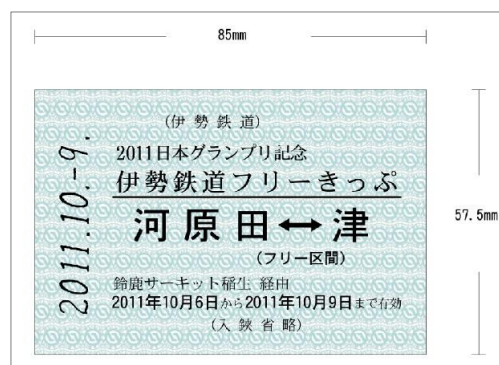 85mm
(伊勢鉄道)
2011日本グランプリ記念
伊勢鉄道フリーきっぷ
河原田↔津
(フリー区間)
鈴鹿サーキット稲生 経由
2011年10月6日から2011年10月9日まで有効
(入鋏省略)
2011.10.-9.
57.5mm